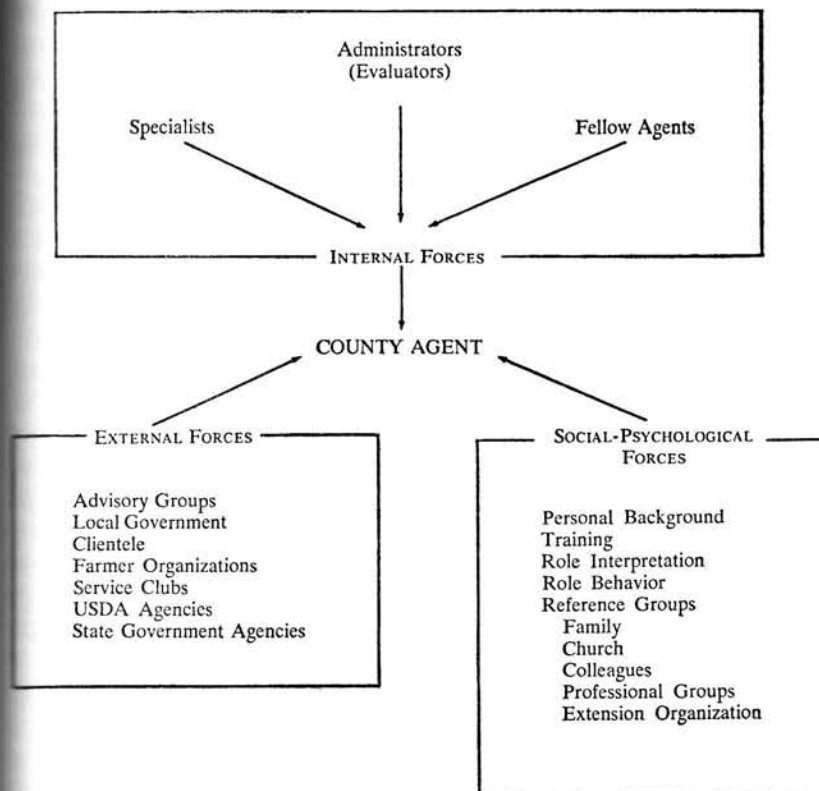 Administrators
(Evaluators)
Specialists
Fellow Agents
INTERNAL FORCES
COUNTY AGENT
EXTERNAL FORCES
Advisory Groups
Local Government
Clientele
Farmer Organizations
Service Clubs
USDA Agencies
State Government Agencies
SOCIAL-PSYCHOLOGICAL
FORCES
Personal Background
Training
Role Interpretation
Role Behavior
Reference Groups
Family
Church
Colleagues
Professional Groups
Extension Organization